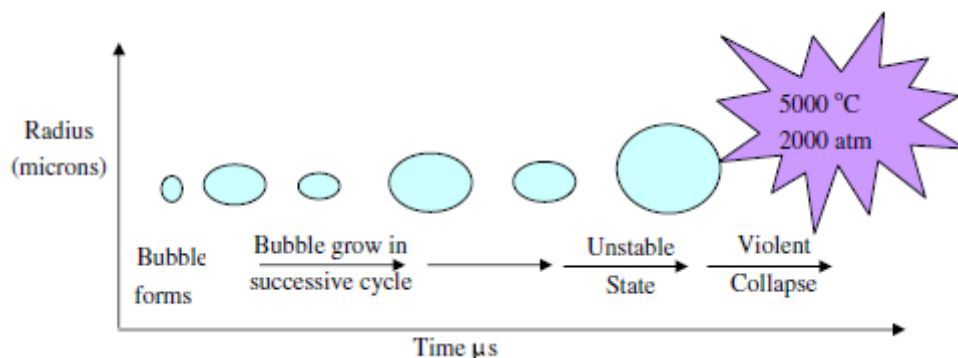 5000 °C
2000 atm
Radius
(microns)
Bubble
forms
Bubble grow in
successive cycle
Unstable
State
Violent
Collapse
Time µs